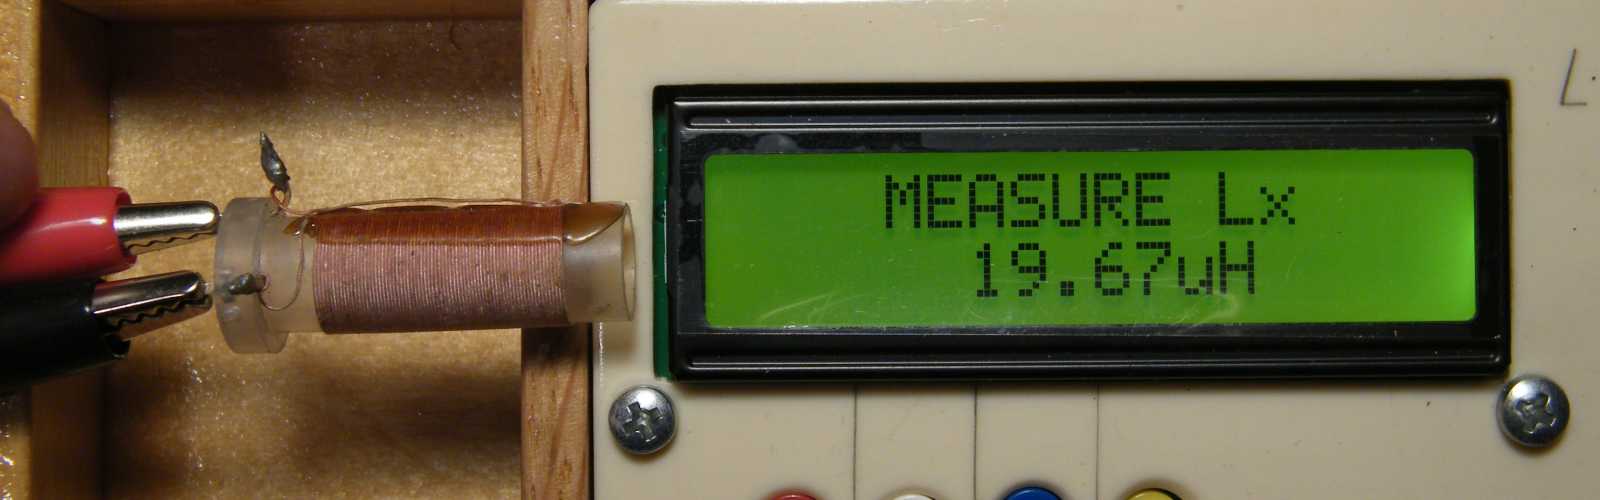 MEASURE Lx
19.67uH
L